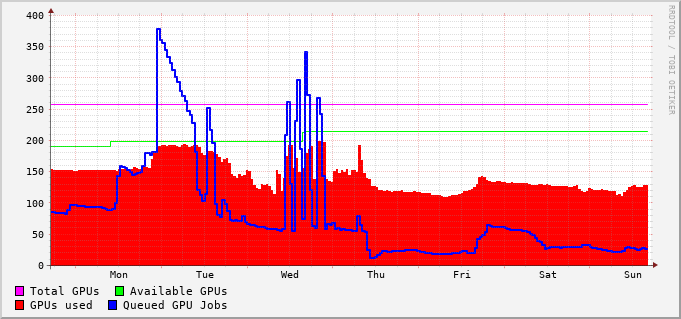 RRDTOOL / TOBI OETIKER
400
350
300
250
200
150
100
50
0
Mon Tue Wed Thu Fri Sat Sun
Total GPUs Available GPUs
GPUs used Queued GPU Jobs